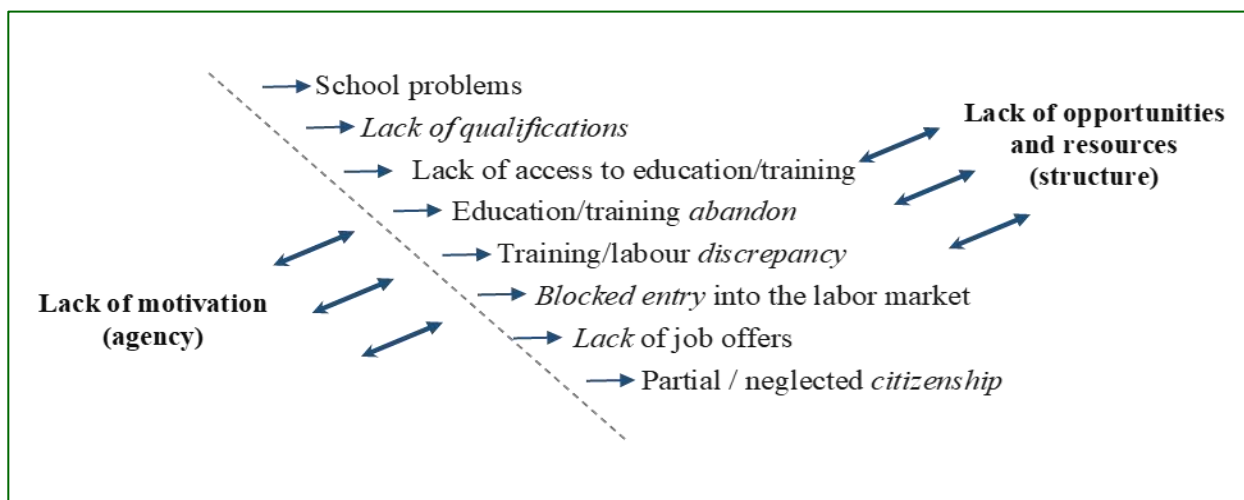 School problems
Lack of qualifications
Lack of access to education/training
Education/training abandon
Training/labour discrepancy
Blocked entry into the labor market
Lack of job offers
Partial / neglected citizenship
Lack of opportunities
and resources
(structure)
Lack of motivation
(agency)